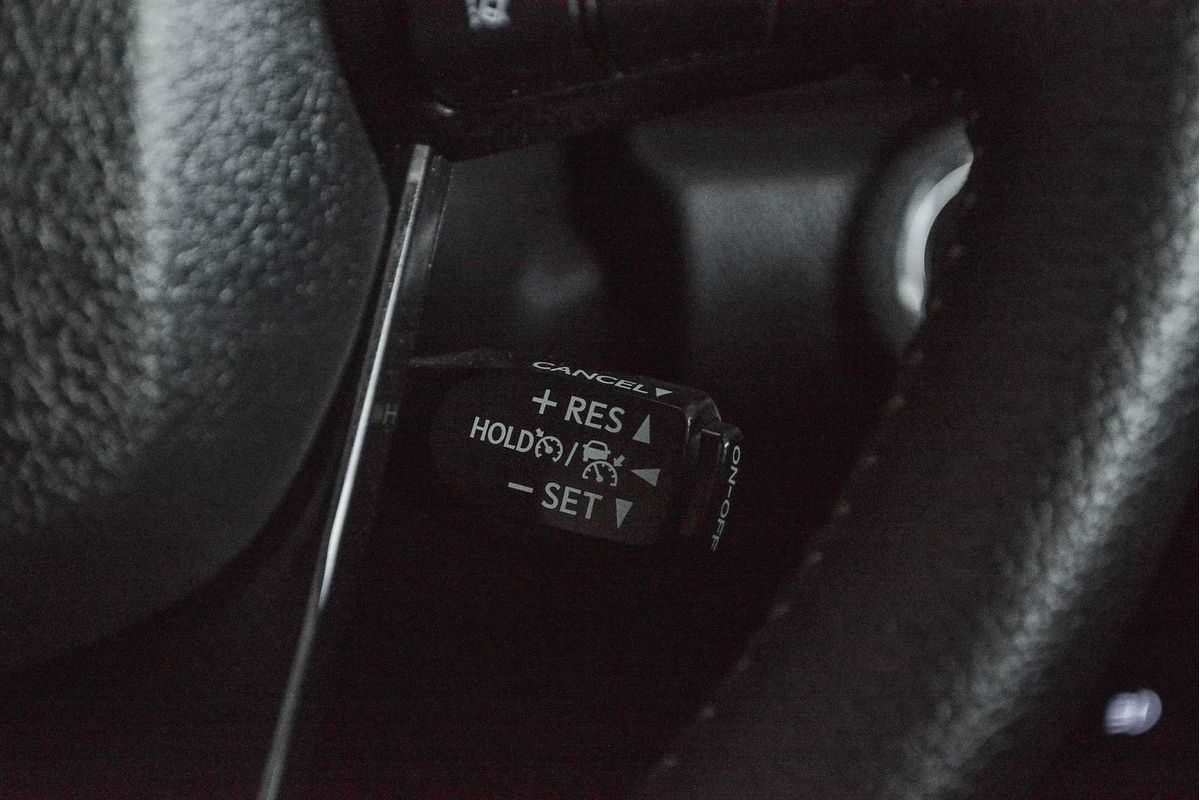 CANCEL
+ RES
HOLD /
− SET
ON-OFF
H